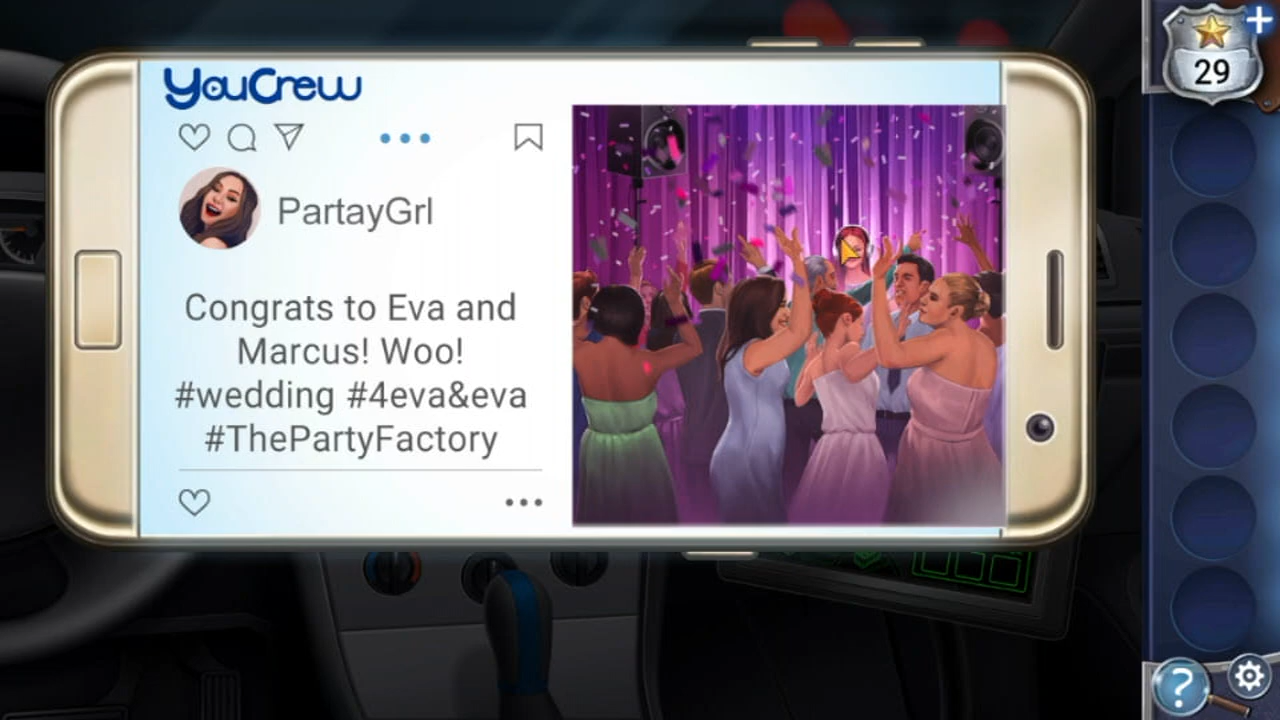 YouCrew
29
PartayGrl
Congrats to Eva and
Marcus! Woo!
#wedding #4eva&eva
#ThePartyFactory
?